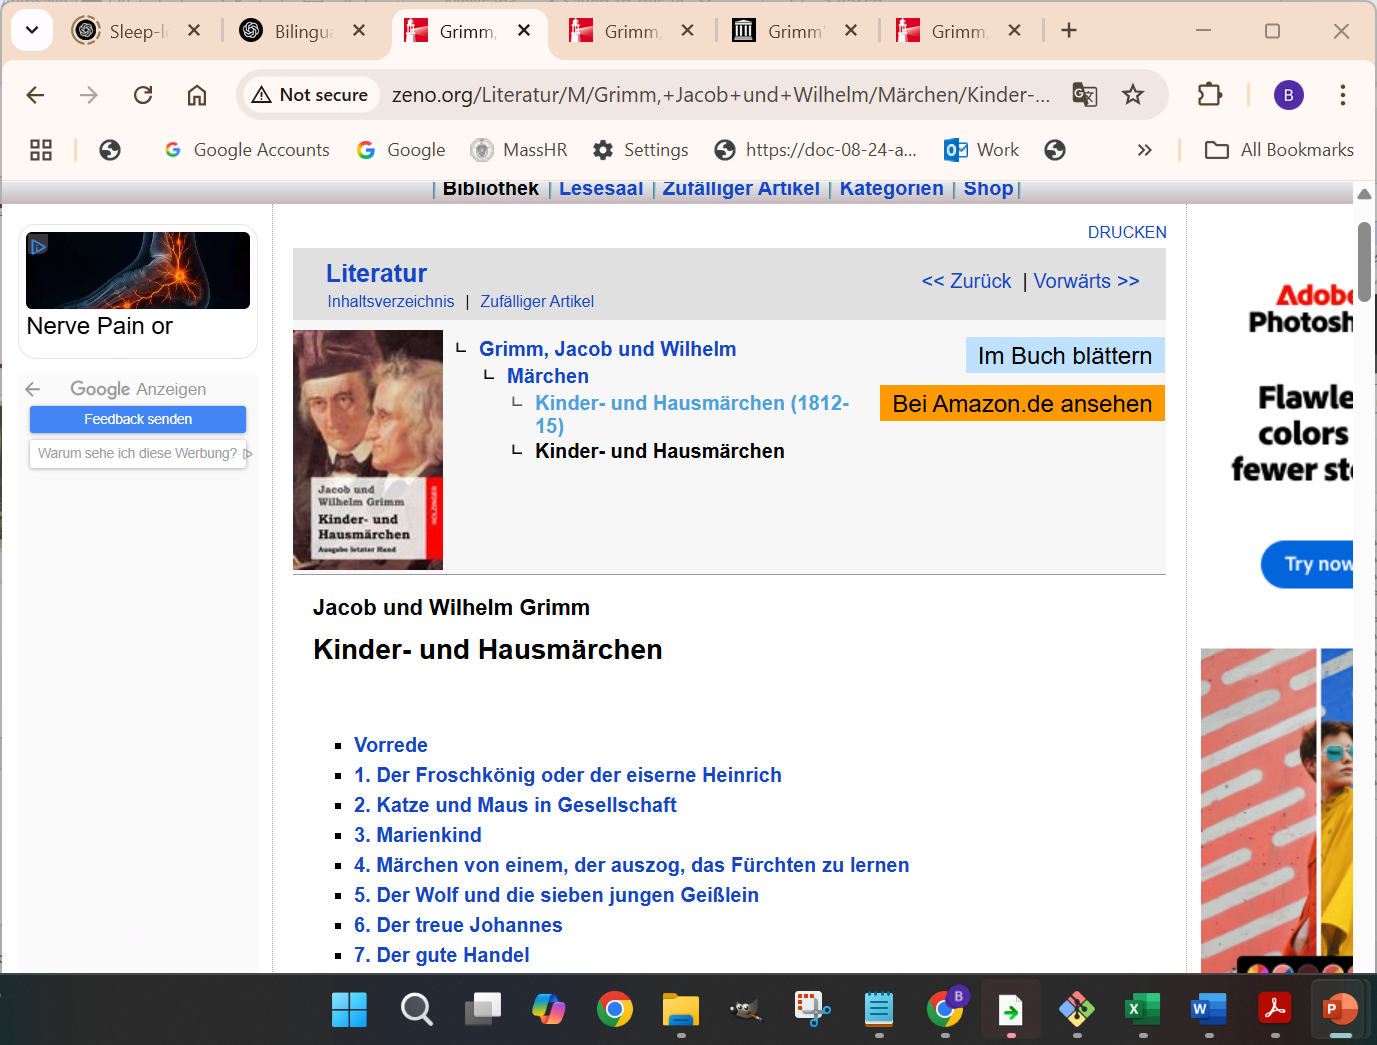 Sleep-l
Bilingua
Grimm,
Grimm,
Grimm'
Grimm,
Not secure
zeno.org/Literatur/M/Grimm,+Jacob+und+Wilhelm/Märchen/Kinder-...
B
Google Accounts
Google
MassHR
Settings
https://doc-08-24-a...
Work
All Bookmarks
| Bibliothek | Lesesaal | Zufälliger Artikel | Kategorien | Shop |
DRUCKEN
Literatur
<< Zurück | Vorwärts >>
Inhaltsverzeichnis | Zufälliger Artikel
Nerve Pain or
Google Anzeigen
Feedback senden
Warum sehe ich diese Werbung?
Grimm, Jacob und Wilhelm
Märchen
Kinder- und Hausmärchen (1812-
15)
Kinder- und Hausmärchen
Im Buch blättern
Bei Amazon.de ansehen
Jacob und
Wilhelm Grimm
Kinder- und
Hausmärchen
Ausgabe letzter Hand
HOLZINGER
Adobe
Photosh
Flawle
colors
fewer st
Try now
Jacob und Wilhelm Grimm
Kinder- und Hausmärchen
Vorrede
1. Der Froschkönig oder der eiserne Heinrich
2. Katze und Maus in Gesellschaft
3. Marienkind
4. Märchen von einem, der auszog, das Fürchten zu lernen
5. Der Wolf und die sieben jungen Geißlein
6. Der treue Johannes
7. Der gute Handel
B
X
W
P